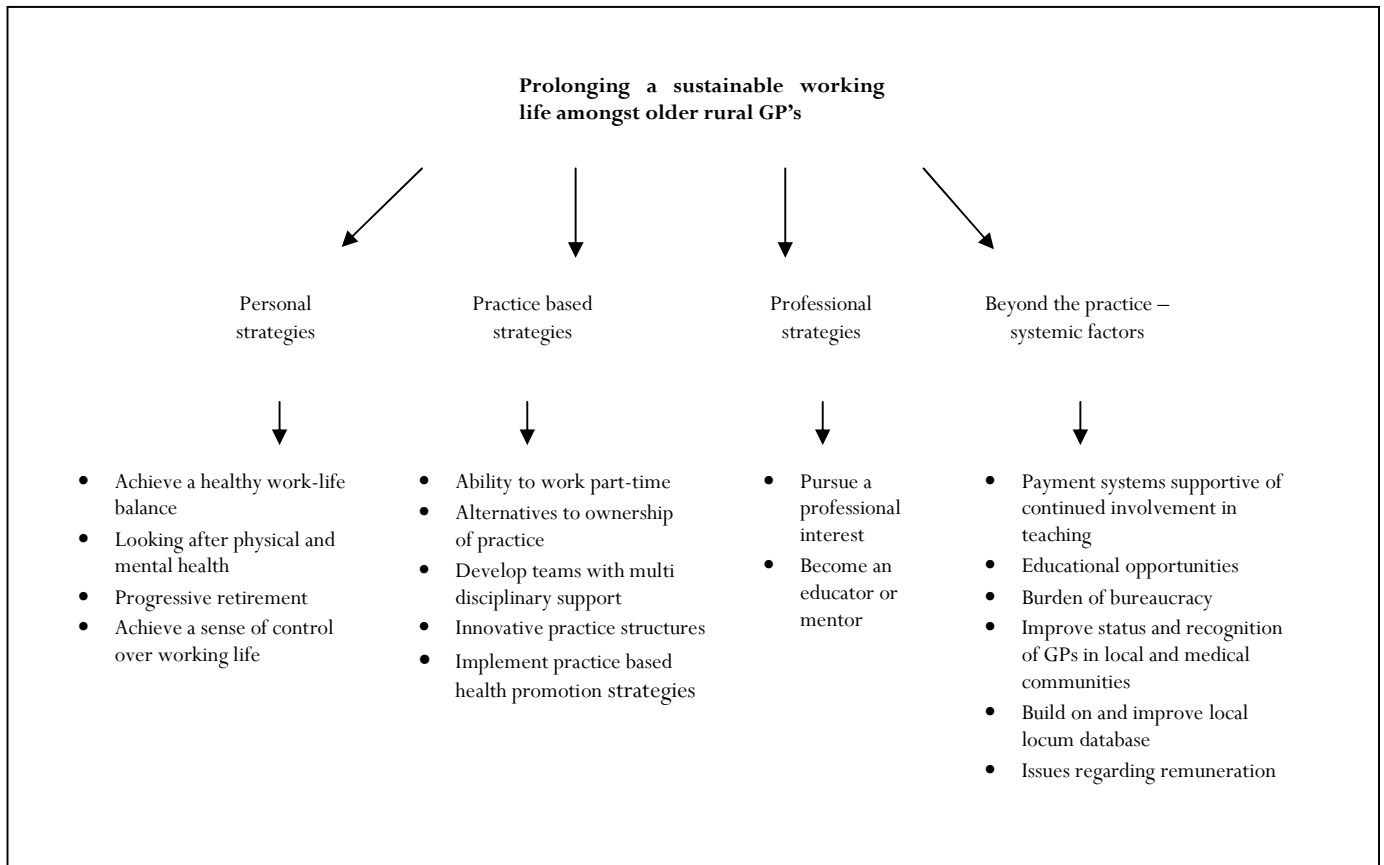 Prolonging a sustainable working
life amongst older rural GP's
Personal
strategies
Practice based
strategies
Professional
strategies
Beyond the practice –
systemic factors
• Achieve a healthy work-life
balance
• Looking after physical and
mental health
• Progressive retirement
• Achieve a sense of control
over working life
• Ability to work part-time
• Alternatives to ownership
of practice
• Develop teams with multi
disciplinary support
• Innovative practice structures
• Implement practice based
health promotion strategies
• Pursue a
professional
interest
• Become an
educator or
mentor
• Payment systems supportive of
continued involvement in
teaching
• Educational opportunities
• Burden of bureaucracy
• Improve status and recognition
of GPs in local and medical
communities
• Build on and improve local
locum database
• Issues regarding remuneration